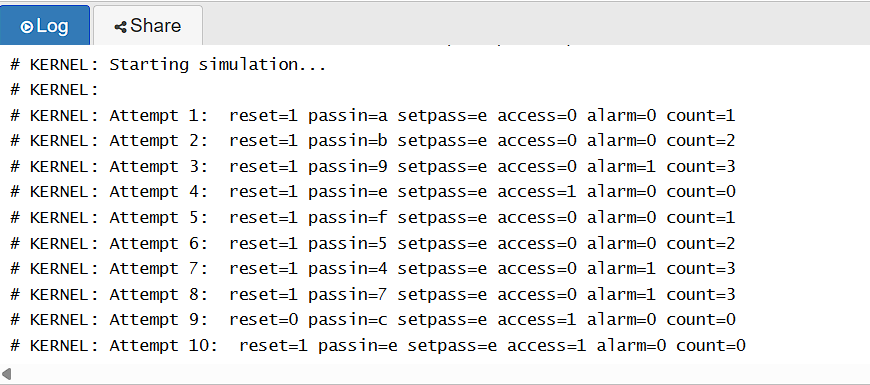 Log Share
# KERNEL: Starting simulation...
# KERNEL:
# KERNEL: Attempt 1:  reset=1 passin=a setpass=e access=0 alarm=0 count=1
# KERNEL: Attempt 2:  reset=1 passin=b setpass=e access=0 alarm=0 count=2
# KERNEL: Attempt 3:  reset=1 passin=9 setpass=e access=0 alarm=1 count=3
# KERNEL: Attempt 4:  reset=1 passin=e setpass=e access=1 alarm=0 count=0
# KERNEL: Attempt 5:  reset=1 passin=f setpass=e access=0 alarm=0 count=1
# KERNEL: Attempt 6:  reset=1 passin=5 setpass=e access=0 alarm=0 count=2
# KERNEL: Attempt 7:  reset=1 passin=4 setpass=e access=0 alarm=1 count=3
# KERNEL: Attempt 8:  reset=1 passin=7 setpass=e access=0 alarm=1 count=3
# KERNEL: Attempt 9:  reset=0 passin=c setpass=e access=1 alarm=0 count=0
# KERNEL: Attempt 10:  reset=1 passin=e setpass=e access=1 alarm=0 count=0